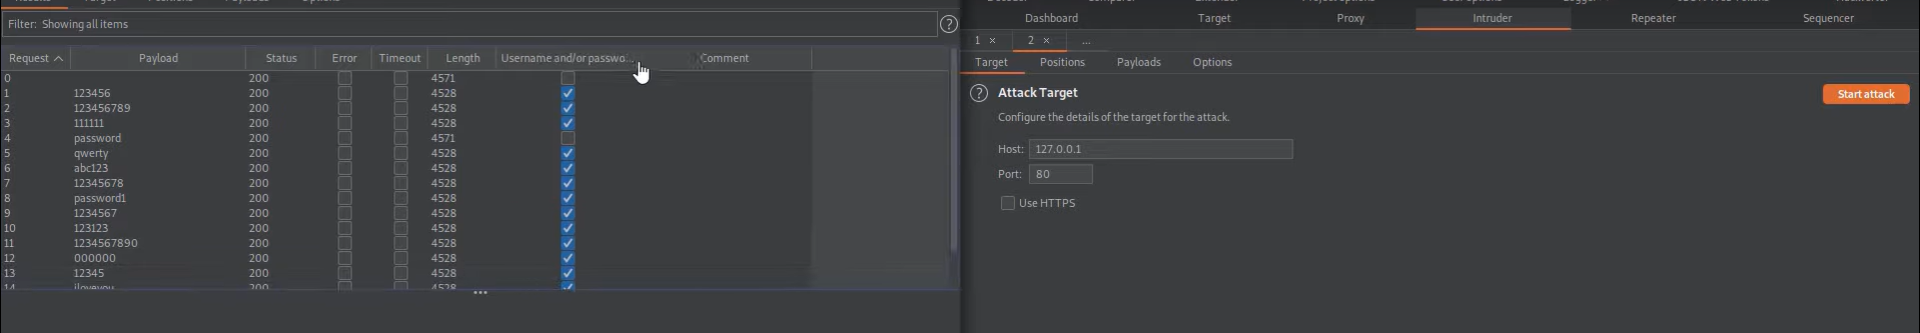 Filter: Showing all items
Request Payload Status Error Timeout Length Username and/or passwo... Comment
0 200 4571
1 123456 200 4528
2 123456789 200 4528
3 111111 200 4528
4 password 200 4571
5 qwerty 200 4528
6 abc123 200 4528
7 12345678 200 4528
8 password1 200 4528
9 1234567 200 4528
10 123123 200 4528
11 1234567890 200 4528
12 000000 200 4528
13 12345 200 4528
14 iloveyou 200 4528
Dashboard Target Proxy Intruder Repeater Sequencer
1 × 2 × ...
Target Positions Payloads Options
Attack Target
Start attack
Configure the details of the target for the attack.
Host: 127.0.0.1
Port: 80
Use HTTPS